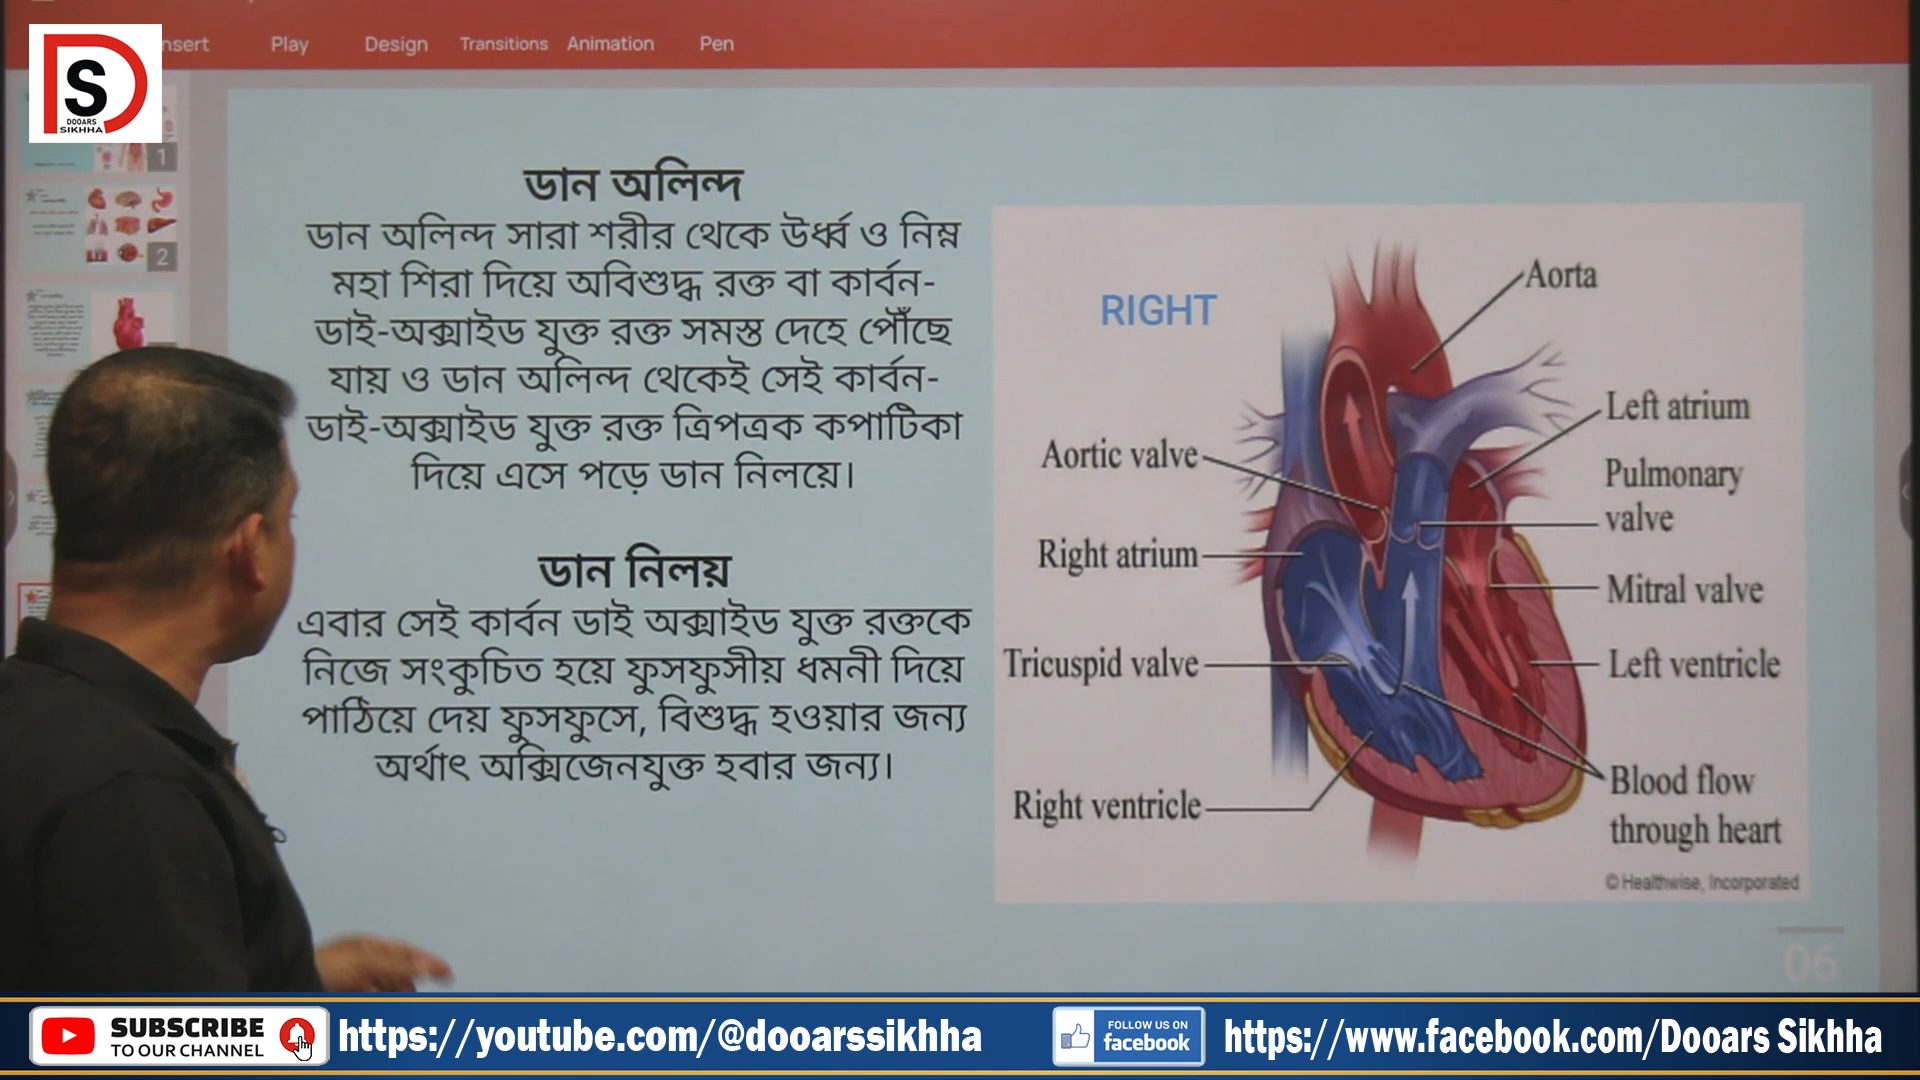 nsert
Play
Design
Transitions
Animation
Pen
S
DOOARS
SIKHHA
1
2
ডান অলিন্দ
ডান অলিন্দ সারা শরীর থেকে উর্ধ্ব ও নিম্ন
মহা শিরা দিয়ে অবিশুদ্ধ রক্ত বা কার্বন-
ডাই-অক্সাইড যুক্ত রক্ত সমস্ত দেহে পৌঁছে
যায় ও ডান অলিন্দ থেকেই সেই কার্বন-
ডাই-অক্সাইড যুক্ত রক্ত ত্রিপত্রক কপাটিকা
দিয়ে এসে পড়ে ডান নিলয়ে।
ডান নিলয়
এবার সেই কার্বন ডাই অক্সাইড যুক্ত রক্তকে
নিজে সংকুচিত হয়ে ফুসফুসীয় ধমনী দিয়ে
পাঠিয়ে দেয় ফুসফুসে, বিশুদ্ধ হওয়ার জন্য
অর্থাৎ অক্সিজেনযুক্ত হবার জন্য।
RIGHT
Aorta
Left atrium
Aortic valve
Pulmonary
valve
Right atrium
Mitral valve
Tricuspid valve
Left ventricle
Right ventricle
Blood flow
through heart
© Healthwise, Incorporated
06
SUBSCRIBE
TO OUR CHANNEL
https://youtube.com/@dooarssikhha
FOLLOW US ON
facebook
https://www.facebook.com/Dooars Sikhha